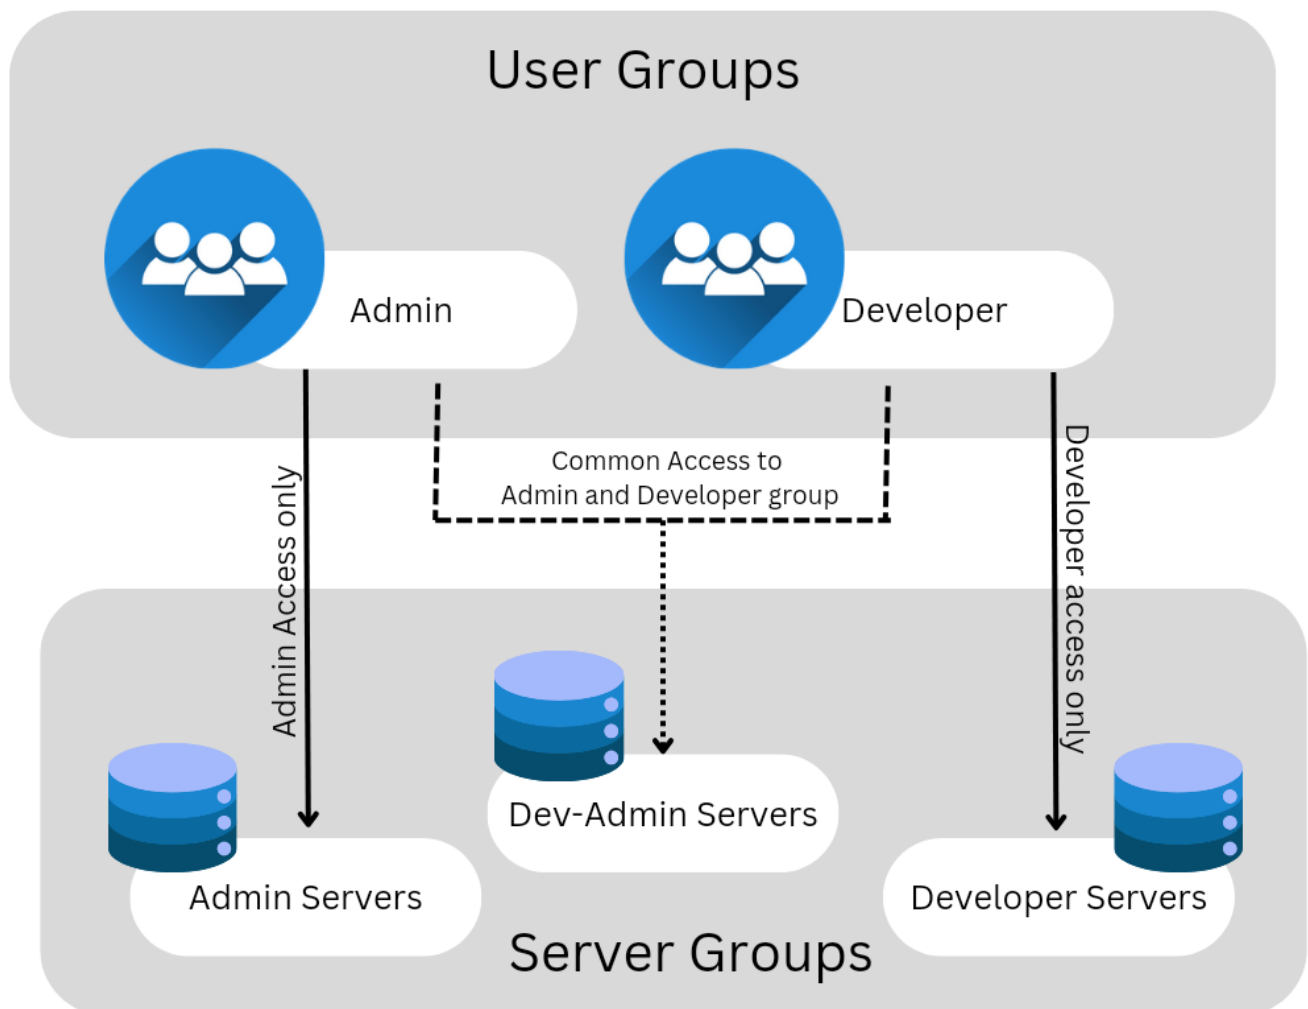 User Groups
Admin
Developer
Common Access to
Admin and Developer group
Admin Access only
Developer access only
Dev-Admin Servers
Admin Servers
Developer Servers
Server Groups